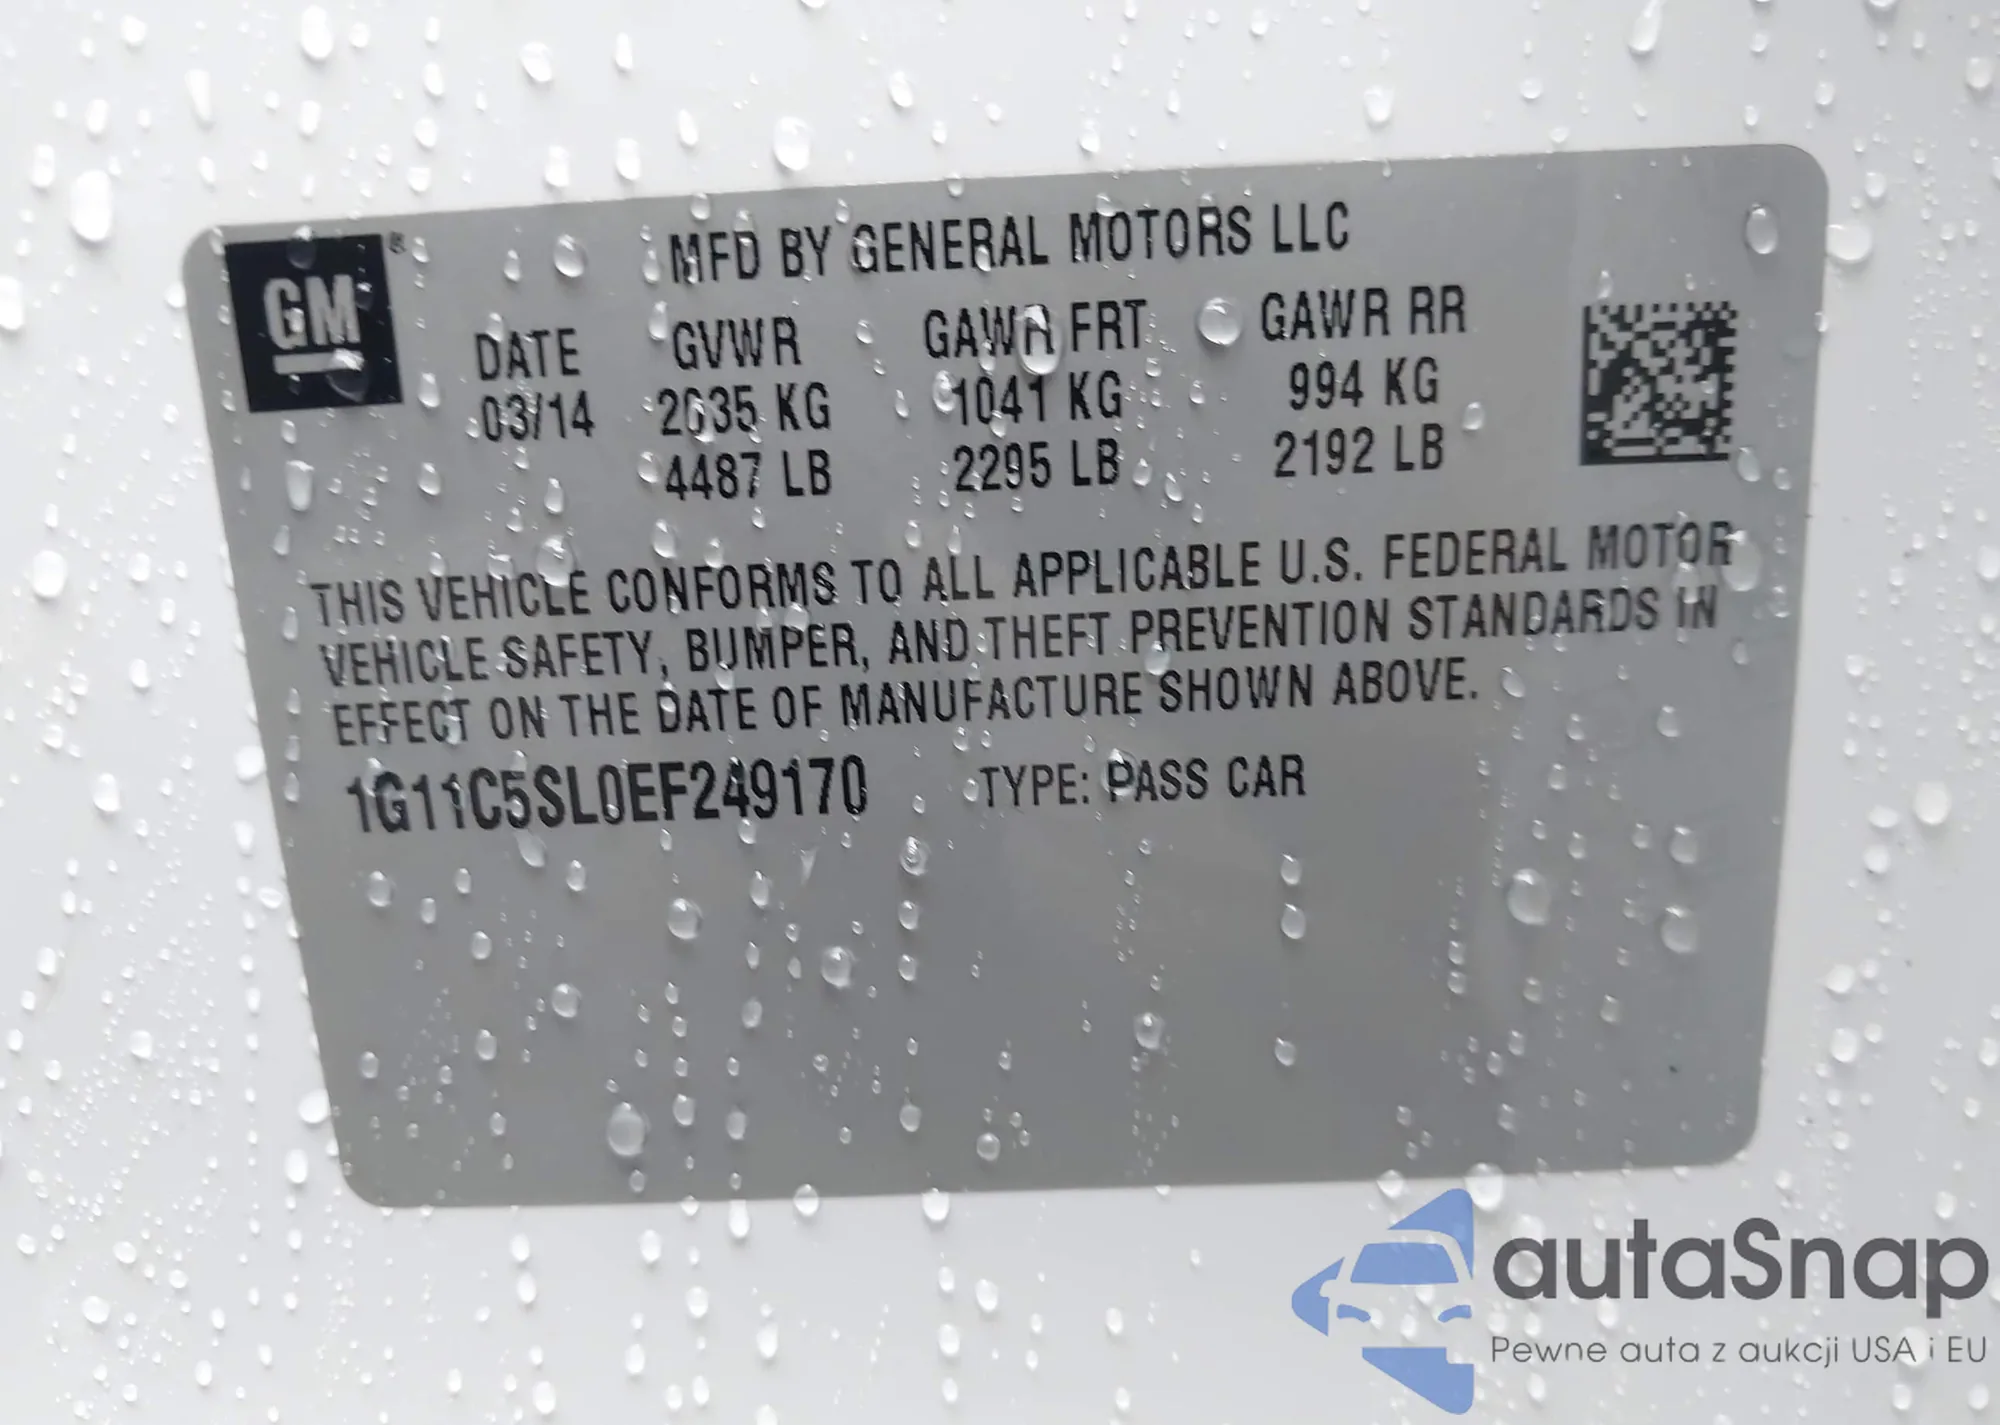 GM ®
MFD BY GENERAL MOTORS LLC
DATE GVWR GAWR FRT GAWR RR
03/14 2035 KG 1041 KG 994 KG
4487 LB 2295 LB 2192 LB
THIS VEHICLE CONFORMS TO ALL APPLICABLE U.S. FEDERAL MOTOR
VEHICLE SAFETY, BUMPER, AND THEFT PREVENTION STANDARDS IN
EFFECT ON THE DATE OF MANUFACTURE SHOWN ABOVE.
1G11C5SL0EF249170 TYPE: PASS CAR
autaSnap
Pewne auta z aukcji USA i EU